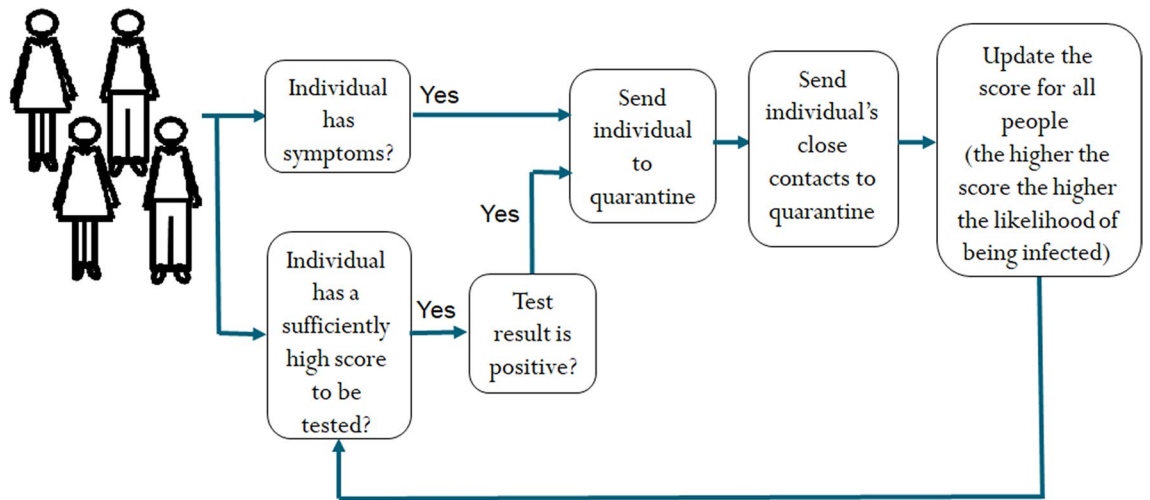 Individual
has
symptoms?
Yes
Send
individual
to
quarantine
Send
individual's
close
contacts to
quarantine
Update the
score for all
people
(the higher the
score the higher
the likelihood of
being infected)
Individual
has a
sufficiently
high score
to be
tested?
Yes
Test
result is
positive?
Yes